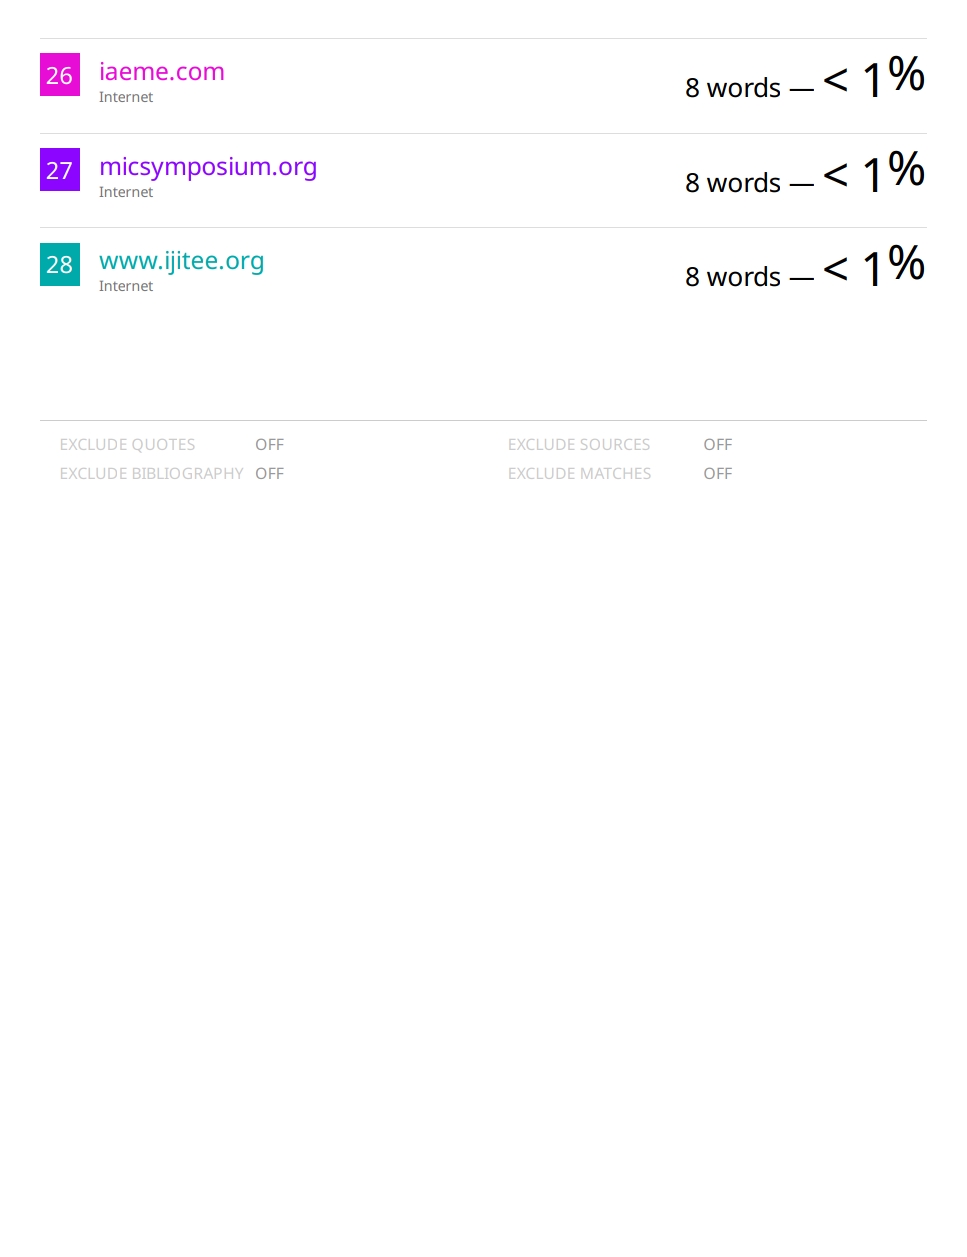 26 iaeme.com
Internet
8 words — < 1%
27 micsymposium.org
Internet
8 words — < 1%
28 www.ijitee.org
Internet
8 words — < 1%
EXCLUDE QUOTES OFF EXCLUDE SOURCES OFF
EXCLUDE BIBLIOGRAPHY OFF EXCLUDE MATCHES OFF